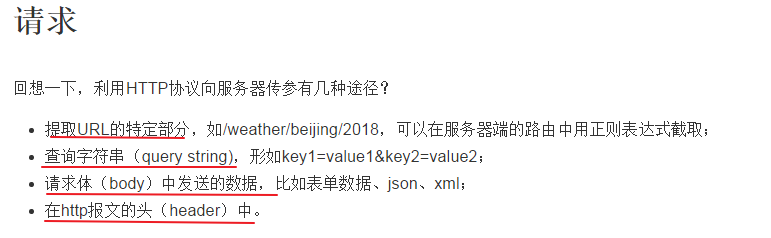 请求
回想一下，利用HTTP协议向服务器传参有几种途径？
提取URL的特定部分，如/weather/beijing/2018，可以在服务器端的路由中用正则表达式截取；
查询字符串（query string)，形如key1=value1&key2=value2；
请求体（body）中发送的数据，比如表单数据、json、xml；
在http报文的头（header）中。